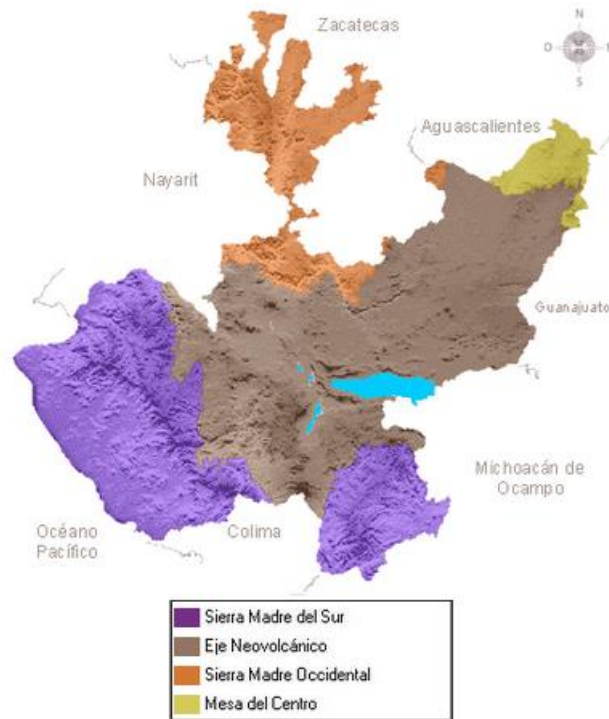 Zacatecas
N
O
E
S
Aguascalientes
Nayarit
Guanajuato
Michoacán de
Ocampo
Océano
Pacífico
Colima
Sierra Madre del Sur
Eje Neovolcánico
Sierra Madre Occidental
Mesa del Centro